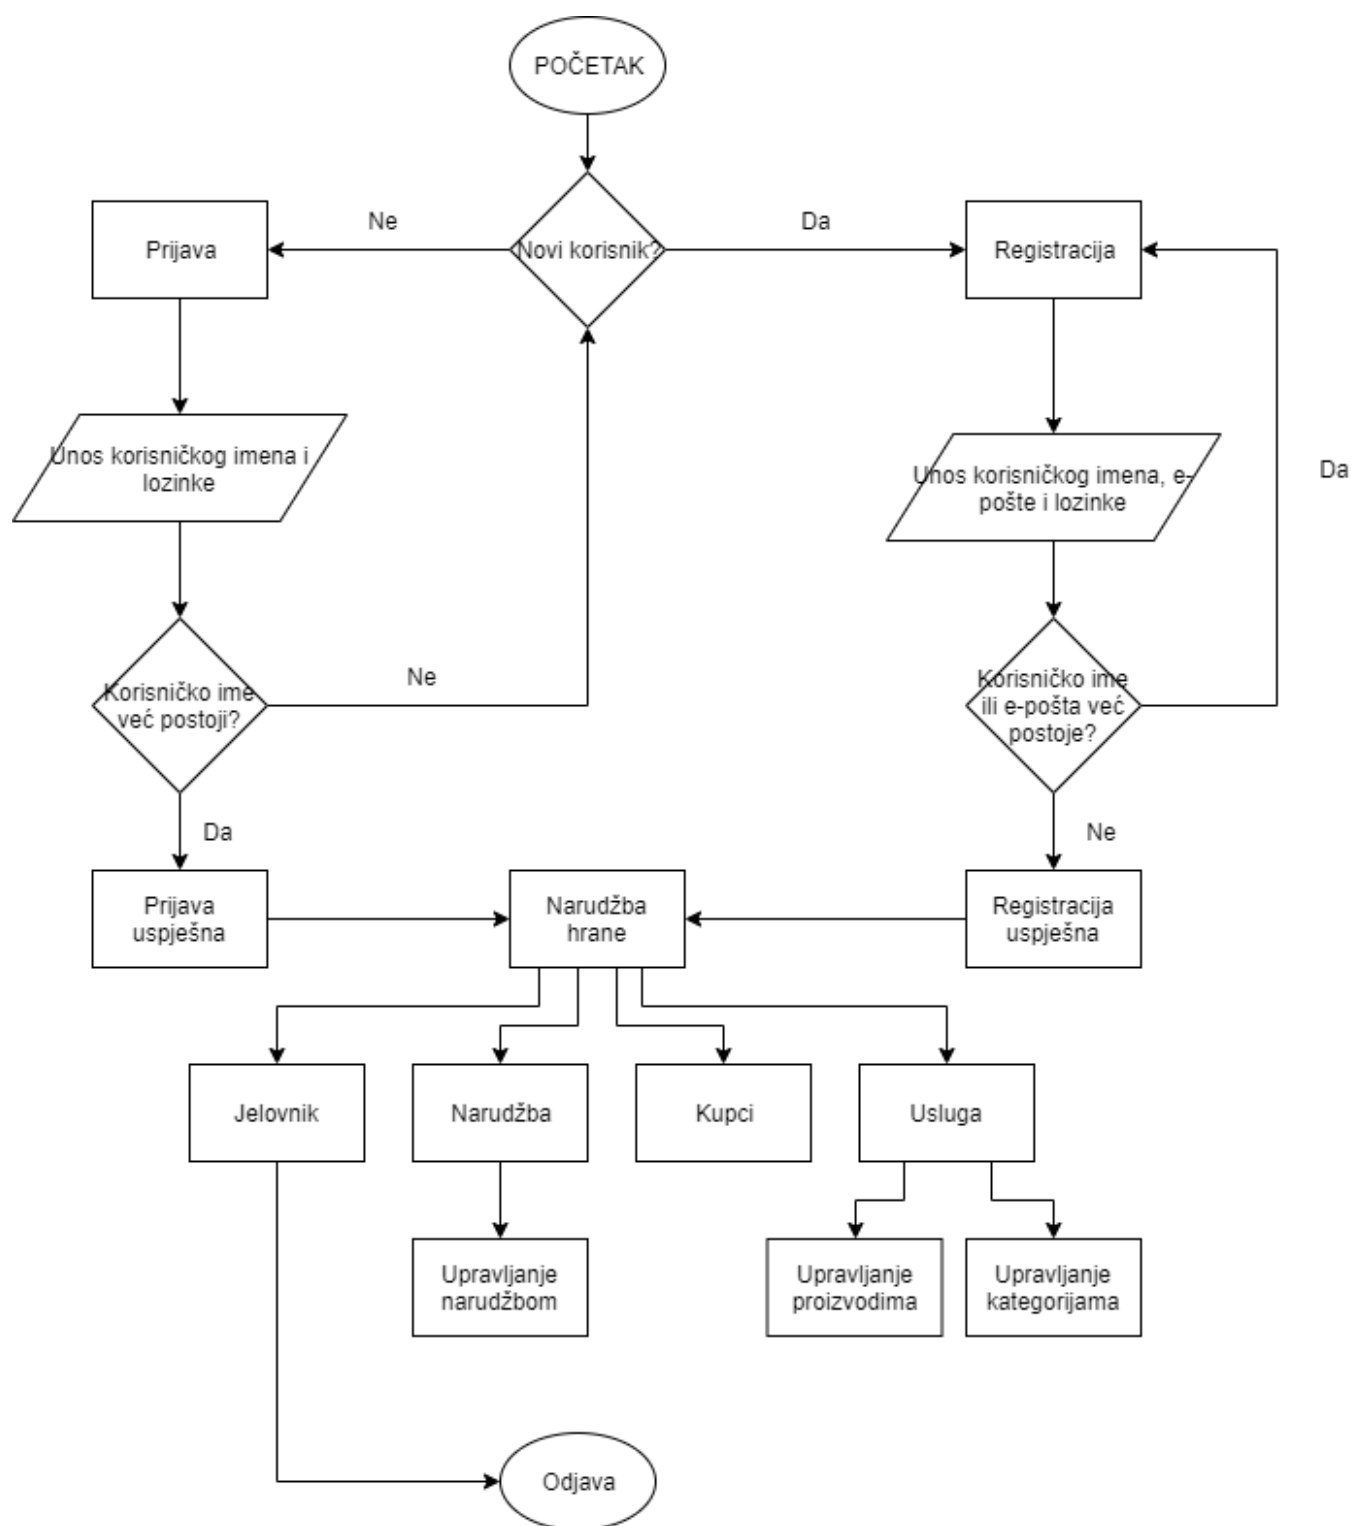 POČETAK
Ne
Da
Prijava
Novi korisnik?
Registracija
Unos korisničkog imena i
lozinke
Unos korisničkog imena, e-
pošte i lozinke
Da
Korisničko ime
već postoji?
Ne
Korisničko ime
ili e-pošta već
postoje?
Da
Ne
Prijava
uspješna
Narudžba
hrane
Registracija
uspješna
Jelovnik
Narudžba
Kupci
Usluga
Upravljanje
narudžbom
Upravljanje
proizvodima
Upravljanje
kategorijama
Odjava